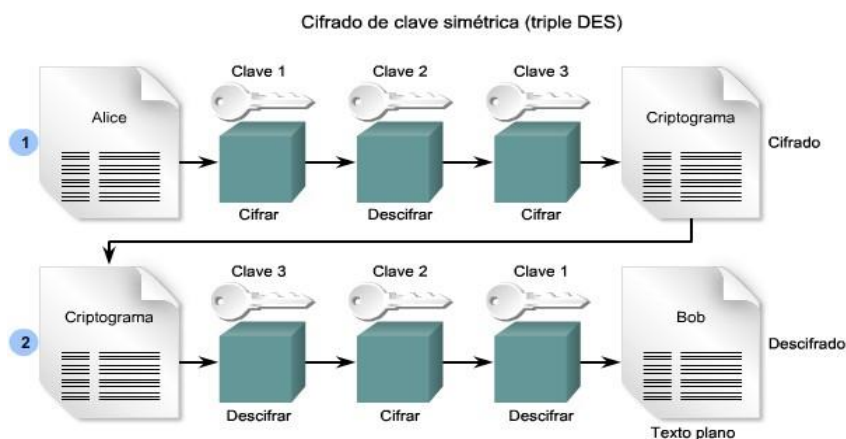 Cifrado de clave simétrica (triple DES)
Clave 1 Clave 2 Clave 3
Alice
Criptograma
1
Cifrado
Cifrar Descifrar Cifrar
Clave 3 Clave 2 Clave 1
Criptograma
Bob
2
Descifrado
Descifrar Cifrar Descifrar
Texto plano